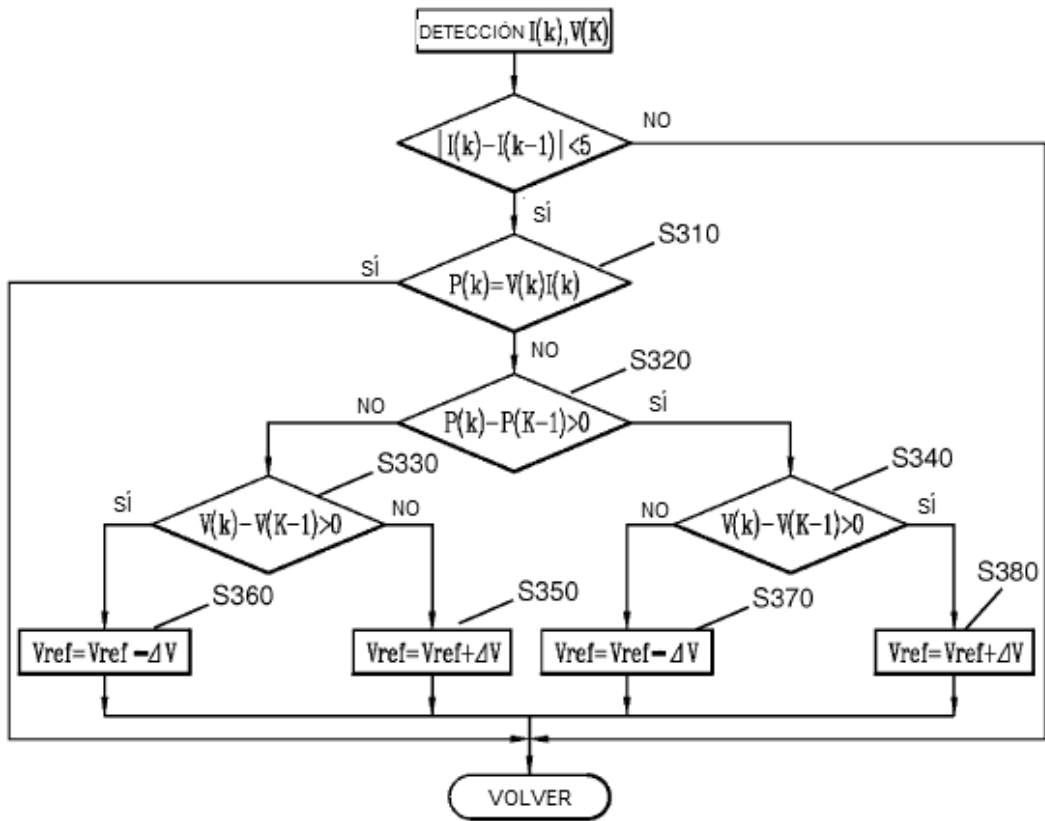 DETECCIÓN I(k),V(K)
|I(k)-I(k-1)|<5
NO
SÍ
S310
SÍ
P(k)=V(k)I(k)
NO
S320
NO
P(k)-P(K-1)>0
SÍ
S330
S340
SÍ
V(k)-V(K-1)>0
NO
NO
V(k)-V(K-1)>0
SÍ
S360
S350
S370
S380
Vref=Vref-ΔV
Vref=Vref+ΔV
Vref=Vref-ΔV
Vref=Vref+ΔV
VOLVER